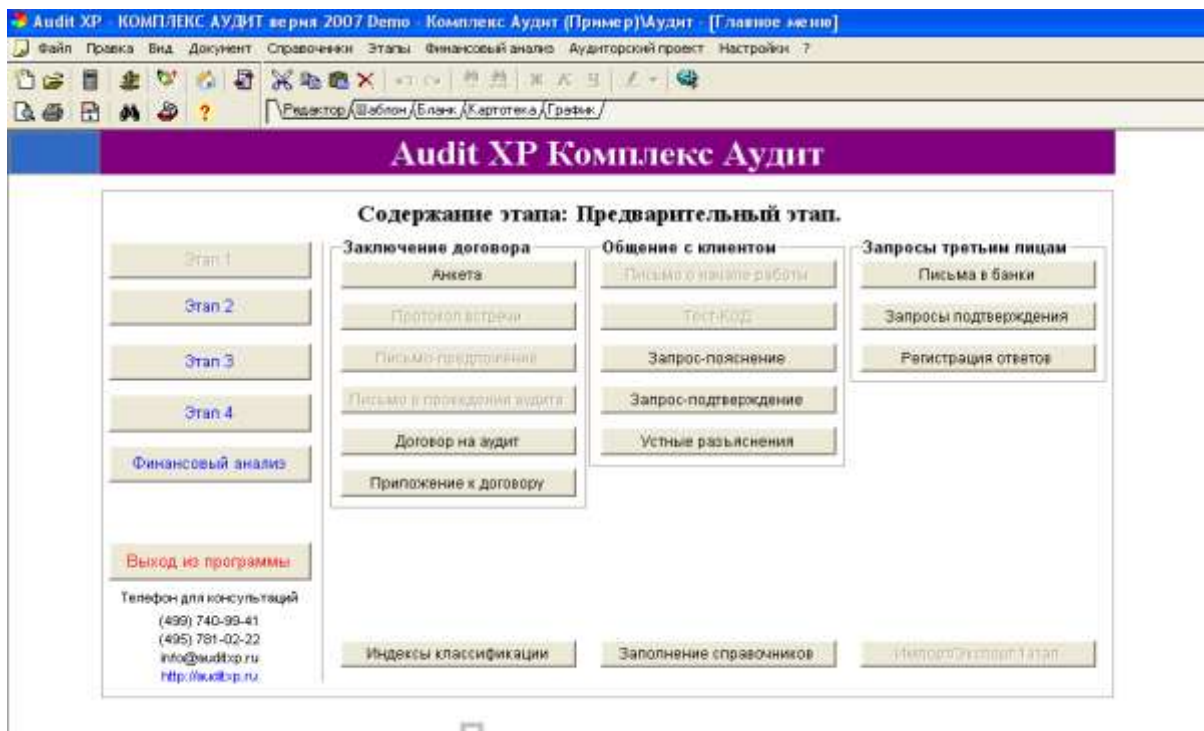 Audit XP - КОМПЛЕКС АУДИТ верия 2007 Demo - Комплекс Аудит (Пример)\Аудит - [Главное меню]
Файл Правка Вид Документ Справочники Этапы Финансовый анализ Аудиторский проект Настройки ?
Редактор Шаблон Бланк Картотека График
Audit XP Комплекс Аудит
Содержание этапа: Предварительный этап.
Заключение договора Общение с клиентом Запросы третьим лицам
Этап 1 Анкета Письмо о начале работы Письма в банки
Этап 2 Протокол встречи Тест-КОД Запросы подтверждения
Этап 3 Письмо-предложение Запрос-пояснение Регистрация ответов
Этап 4 Письмо о проведении аудита Запрос-подтверждение
Договор на аудит Устные разъяснения
Финансовый анализ
Приложение к договору
Выход из программы
Телефон для консультаций
(499) 740-99-41
(495) 781-02-22
info@auditxp.ru
http://auditxp.ru
Индексы классификации Заполнение справочников Импорт/Экспорт 1этап